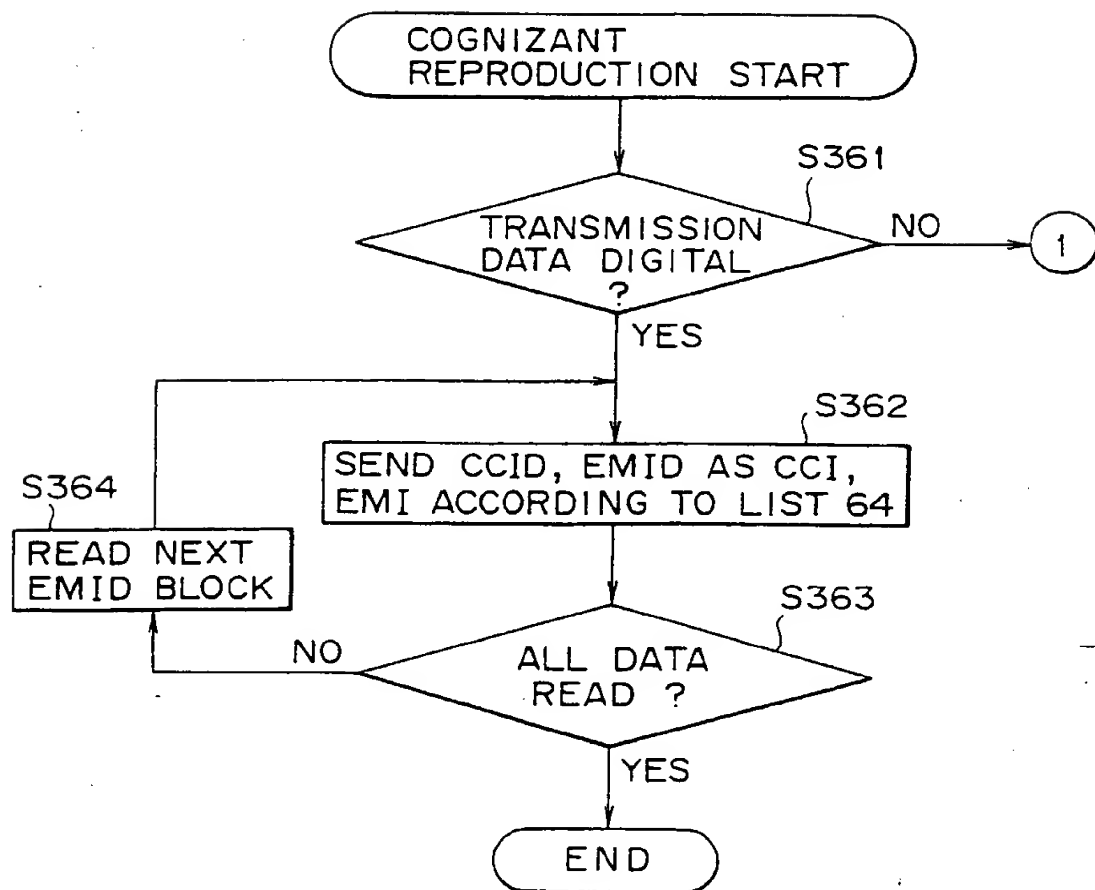 COGNIZANT
REPRODUCTION START
S361
TRANSMISSION
DATA DIGITAL
?
NO
1
YES
S362
SEND CCID, EMID AS CCI,
EMI ACCORDING TO LIST 64
S364
READ NEXT
EMID BLOCK
S363
ALL DATA
READ ?
NO
YES
END